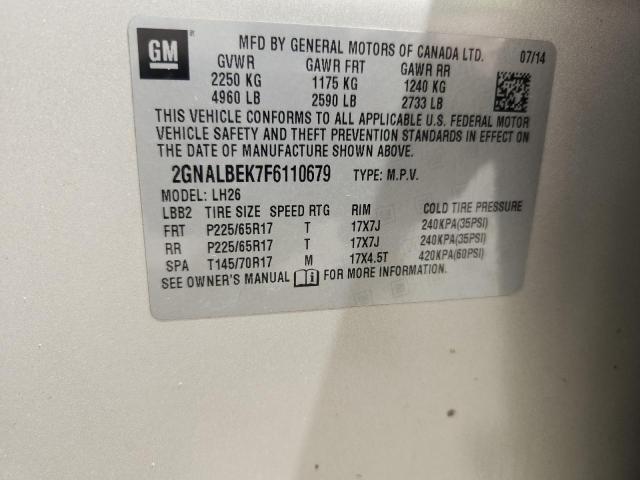 GM
MFD BY GENERAL MOTORS OF CANADA LTD. 07/14
GVWR GAWR FRT GAWR RR
2250 KG 1175 KG 1240 KG
4960 LB 2590 LB 2733 LB
THIS VEHICLE CONFORMS TO ALL APPLICABLE U.S. FEDERAL MOTOR
VEHICLE SAFETY AND THEFT PREVENTION STANDARDS IN EFFECT ON
THE DATE OF MANUFACTURE SHOWN ABOVE.
2GNALBEK7F6110679 TYPE: M.P.V.
MODEL: LH26
LBB2 TIRE SIZE SPEED RTG RIM COLD TIRE PRESSURE
FRT P225/65R17 T 17X7J 240KPA(35PSI)
RR P225/65R17 T 17X7J 240KPA(35PSI)
SPA T145/70R17 M 17X4.5T 420KPA(60PSI)
SEE OWNER'S MANUAL i FOR MORE INFORMATION.